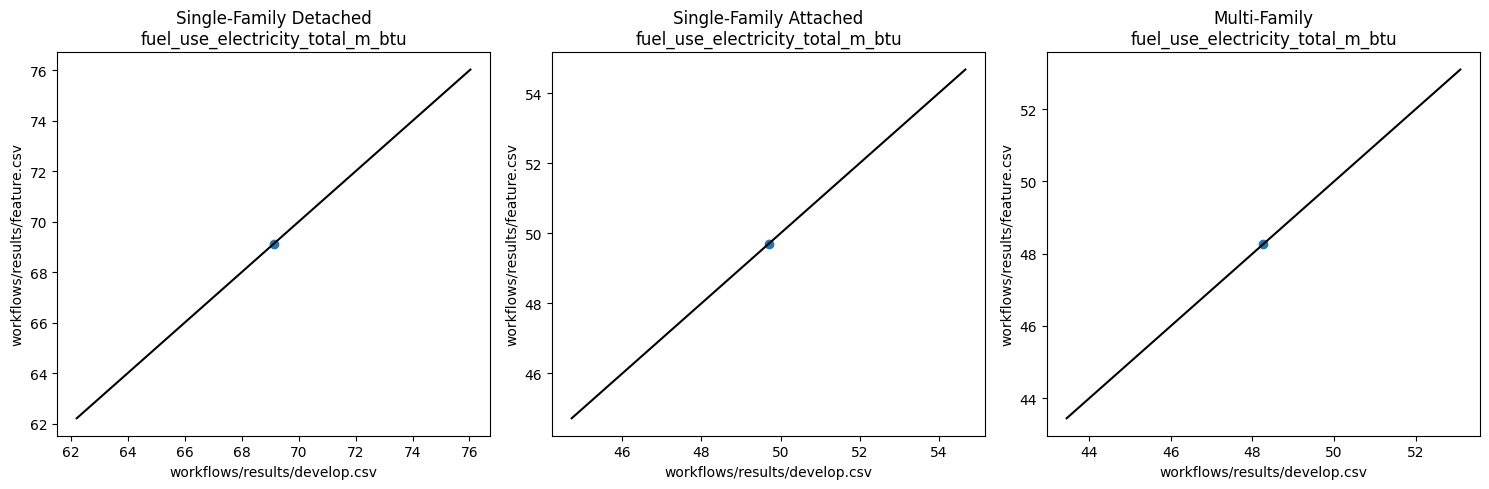 Single-Family Detached
fuel_use_electricity_total_m_btu
workflows/results/feature.csv
76
74
72
70
68
66
64
62
62 64 66 68 70 72 74 76
workflows/results/develop.csv
Single-Family Attached
fuel_use_electricity_total_m_btu
workflows/results/feature.csv
54
52
50
48
46
46 48 50 52 54
workflows/results/develop.csv
Multi-Family
fuel_use_electricity_total_m_btu
workflows/results/feature.csv
52
50
48
46
44
44 46 48 50 52
workflows/results/develop.csv